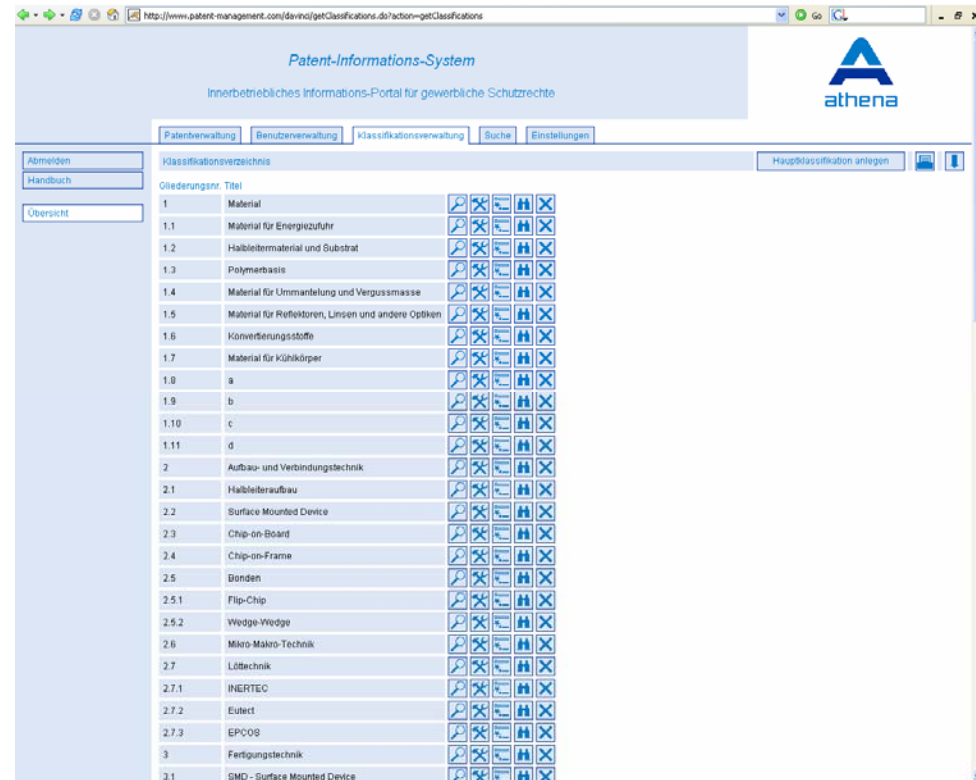 http://www.patent-management.com/davinci/getClassifications.do?action=getClassifications
Go
Patent-Informations-System
Innerbetriebliches Informations-Portal für gewerbliche Schutzrechte
athena
Patentverwaltung Benutzerverwaltung Klassifikationsverwaltung Suche Einstellungen
Abmelden
Handbuch
Übersicht
Klassifikationsverzeichnis Hauptklassifikation anlegen
Gliederungsnr. Titel
1 Material
1.1 Material für Energiezufuhr
1.2 Halbleitermaterial und Substrat
1.3 Polymerbasis
1.4 Material für Ummantelung und Vergussmasse
1.5 Material für Reflektoren, Linsen und andere Optiken
1.6 Konvertierungsstoffe
1.7 Material für Kühlkörper
1.8 a
1.9 b
1.10 c
1.11 d
2 Aufbau- und Verbindungstechnik
2.1 Halbleiteraufbau
2.2 Surface Mounted Device
2.3 Chip-on-Board
2.4 Chip-on-Frame
2.5 Bonden
2.5.1 Flip-Chip
2.5.2 Wedge-Wedge
2.6 Mikro-Makro-Technik
2.7 Löttechnik
2.7.1 INERTEC
2.7.2 Eutect
2.7.3 EPCOS
3 Fertigungstechnik
3.1 SMD - Surface Mounted Device